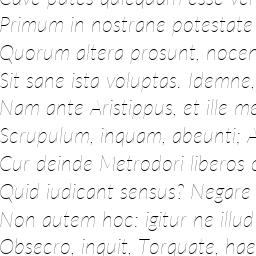 Cave putes quicquam esse ver
Primum in nostrane potestate
Quorum altera prosunt, nocen
Sit sane ista voluptas. Idemne,
Nam ante Aristippus, et ille me
Scrupulum, inquam, abeunti; A
Cur deinde Metrodori liberos c
Quid iudicant sensus? Negare
Non autem hoc: igitur ne illud
Obsecro, inquit, Torquate, hae